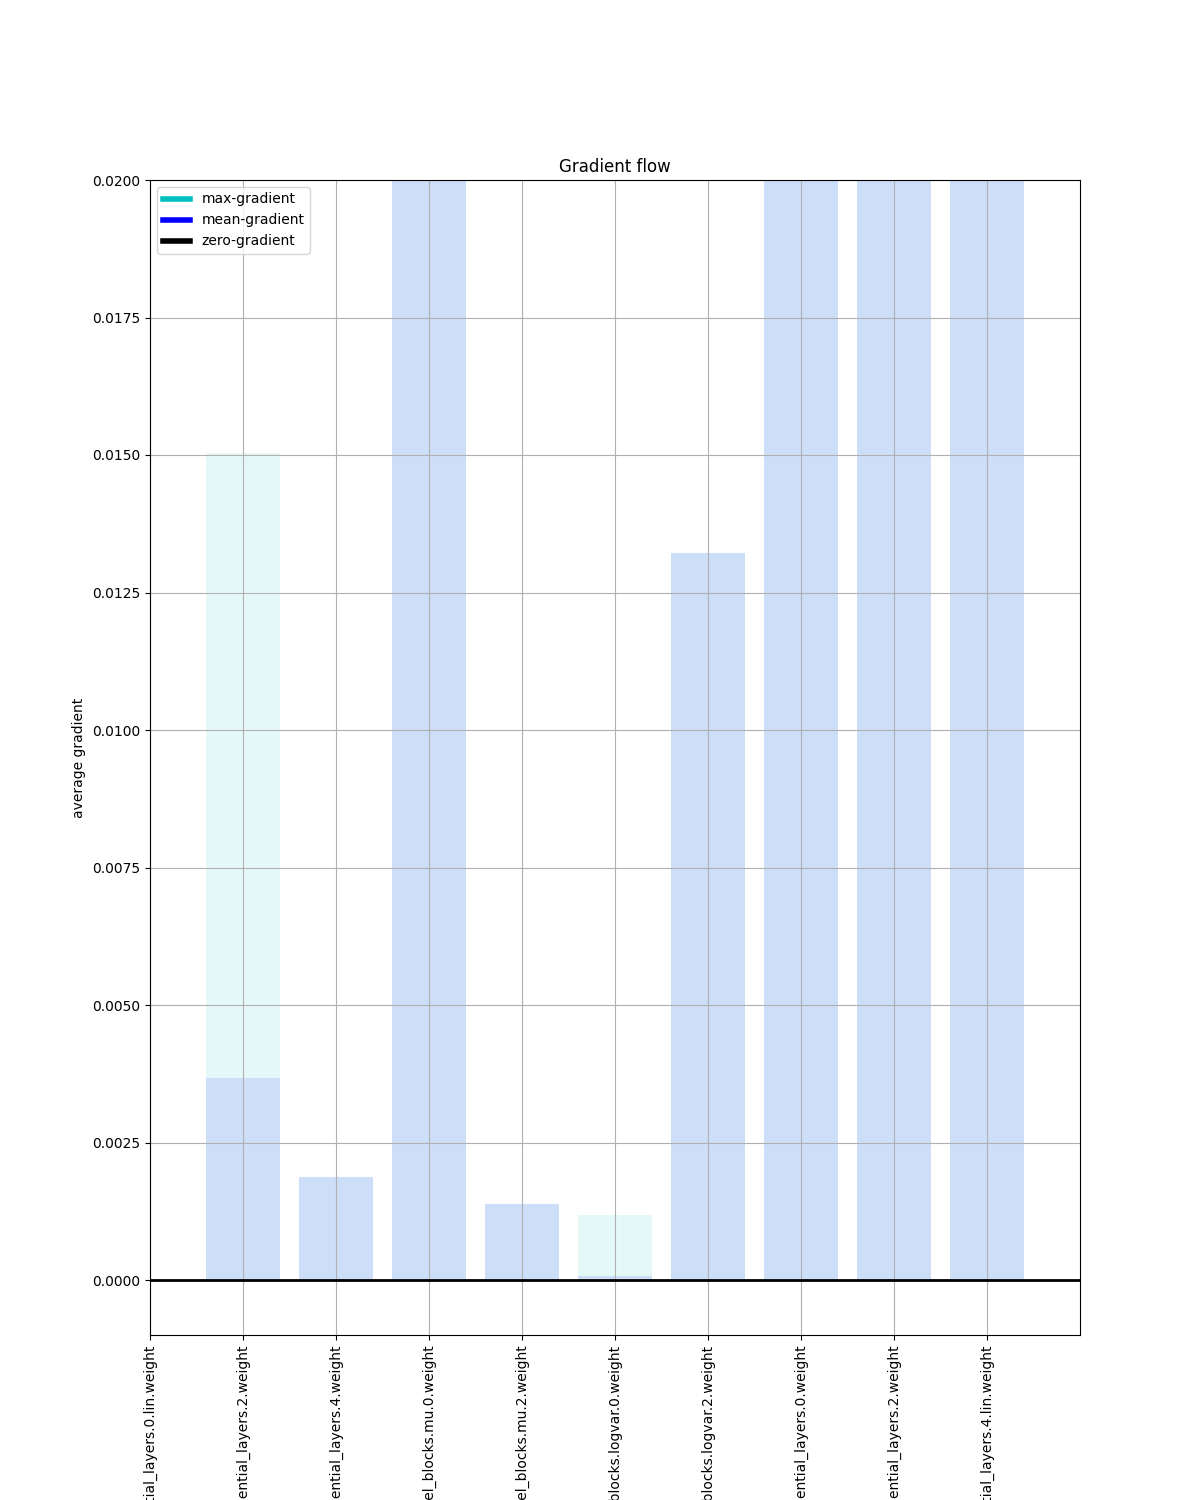 Gradient flow
max-gradient
mean-gradient
zero-gradient
0.0200
0.0175
0.0150
0.0125
0.0100
0.0075
0.0050
0.0025
0.0000
average gradient
tial_layers.0.lin.weight
ential_layers.2.weight
ential_layers.4.weight
el_blocks.mu.0.weight
el_blocks.mu.2.weight
blocks.logvar.0.weight
blocks.logvar.2.weight
ential_layers.0.weight
ential_layers.2.weight
tial_layers.4.lin.weight